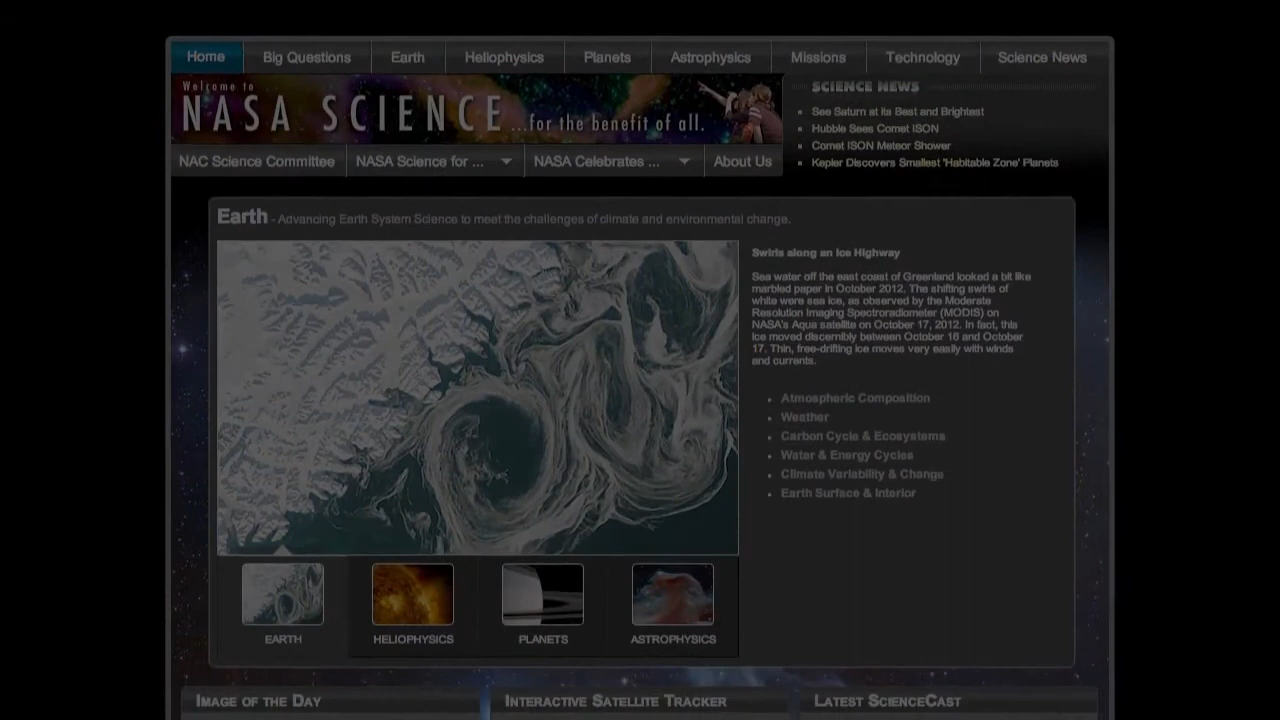 Home Big Questions Earth Heliophysics Planets Astrophysics Missions Technology Science News
Welcome to
NASA SCIENCE ...for the benefit of all.
NAC Science Committee NASA Science for ... NASA Celebrates ... About Us
SCIENCE NEWS
See Saturn at its Best and Brightest
Hubble Sees Comet ISON
Comet ISON Meteor Shower
Kepler Discovers Smallest 'Habitable Zone' Planets
Earth - Advancing Earth System Science to meet the challenges of climate and environmental change.
Swirls along an Ice Highway
Sea water off the east coast of Greenland looked a bit like
marbled paper in October 2012. The shifting swirls of
white were sea ice, as observed by the Moderate
Resolution Imaging Spectroradiometer (MODIS) on
NASA's Aqua satellite on October 17, 2012. In fact, this
ice moved discernibly between October 16 and October
17. Thin, free-drifting ice moves very easily with winds
and currents.
Atmospheric Composition
Weather
Carbon Cycle & Ecosystems
Water & Energy Cycles
Climate Variability & Change
Earth Surface & Interior
EARTH HELIOPHYSICS PLANETS ASTROPHYSICS
IMAGE OF THE DAY INTERACTIVE SATELLITE TRACKER LATEST SCIENCECAST